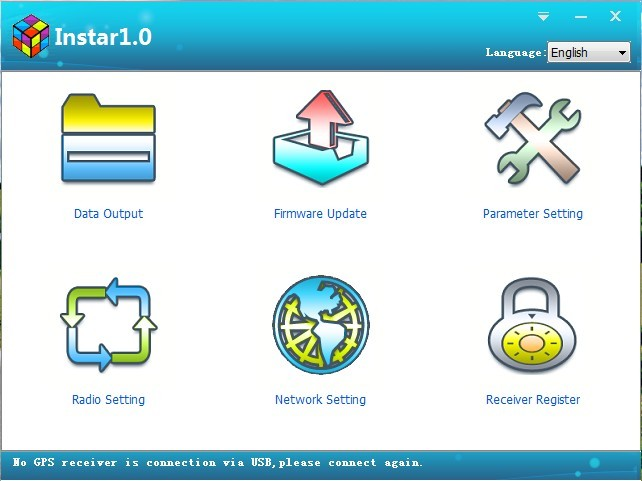 Instar1.0
Language: English
Data Output
Firmware Update
Parameter Setting
Radio Setting
Network Setting
Receiver Register
No GPS receiver is connection via USB,please connect again.